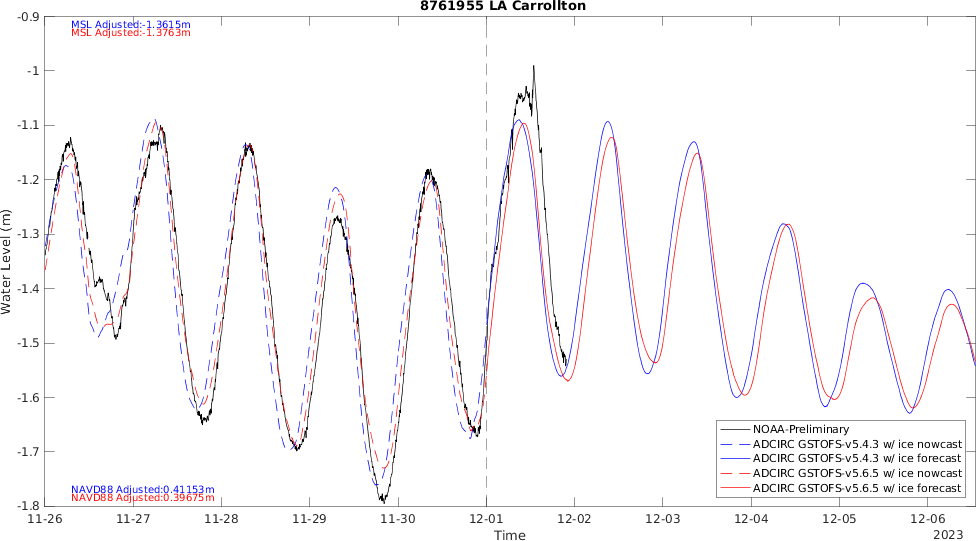 8761955 LA Carrollton
MSL Adjusted:-1.3615m
MSL Adjusted:-1.3763m
-0.9
-1
-1.1
-1.2
-1.3
-1.4
-1.5
-1.6
-1.7
-1.8
Water Level (m)
NOAA-Preliminary
ADCIRC GSTOFS-v5.4.3 w/ ice nowcast
ADCIRC GSTOFS-v5.4.3 w/ ice forecast
ADCIRC GSTOFS-v5.6.5 w/ ice nowcast
ADCIRC GSTOFS-v5.6.5 w/ ice forecast
NAVD88 Adjusted:0.41153m
NAVD88 Adjusted:0.39675m
11-26 11-27 11-28 11-29 11-30 12-01 12-02 12-03 12-04 12-05 12-06
Time
2023